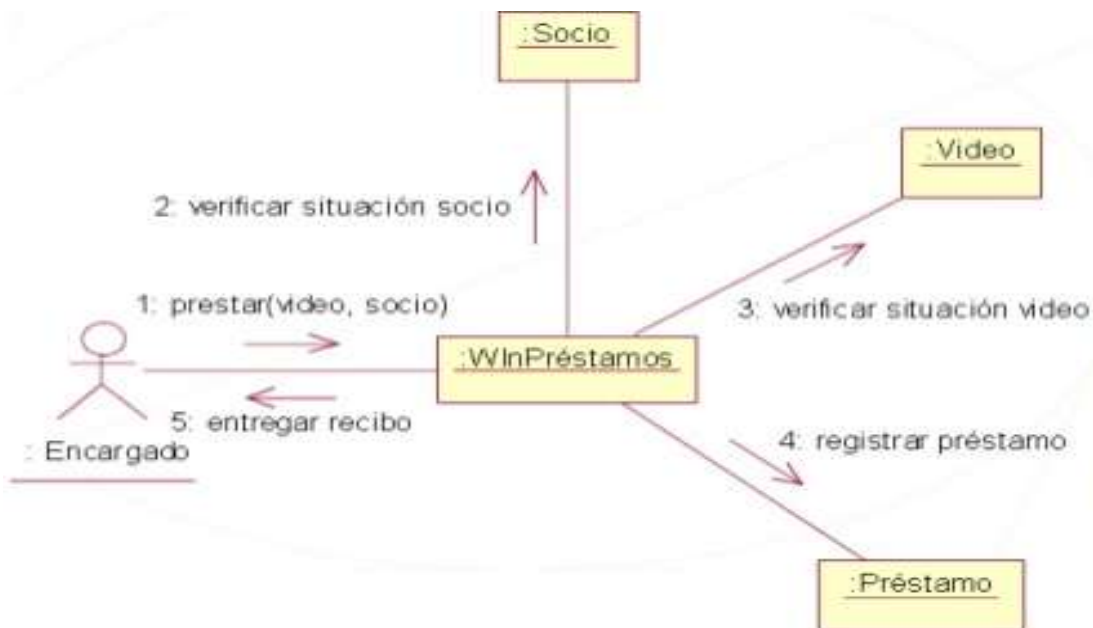 :Socio
:Video
2: verificar situación socio
1: prestar(video, socio)
3: verificar situación video
:WInPréstamos
5: entregar recibo
4: registrar préstamo
: Encargado
:Préstamo